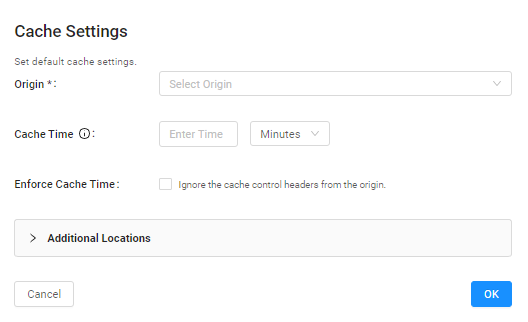 Cache Settings
Set default cache settings.
Origin *:
Select Origin
Cache Time :
Enter Time
Minutes
Enforce Cache Time:
Ignore the cache control headers from the origin.
Additional Locations
Cancel
OK